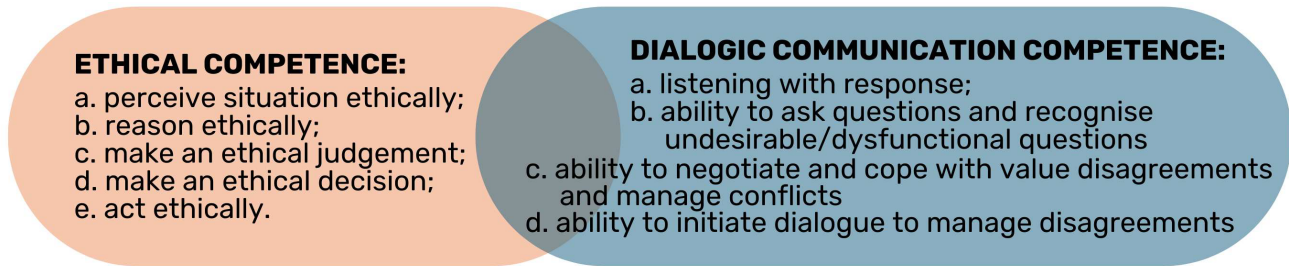 ETHICAL COMPETENCE:
a. perceive situation ethically;
b. reason ethically;
c. make an ethical judgement;
d. make an ethical decision;
e. act ethically.
DIALOGIC COMMUNICATION COMPETENCE:
a. listening with response;
b. ability to ask questions and recognise
undesirable/dysfunctional questions
c. ability to negotiate and cope with value disagreements
and manage conflicts
d. ability to initiate dialogue to manage disagreements